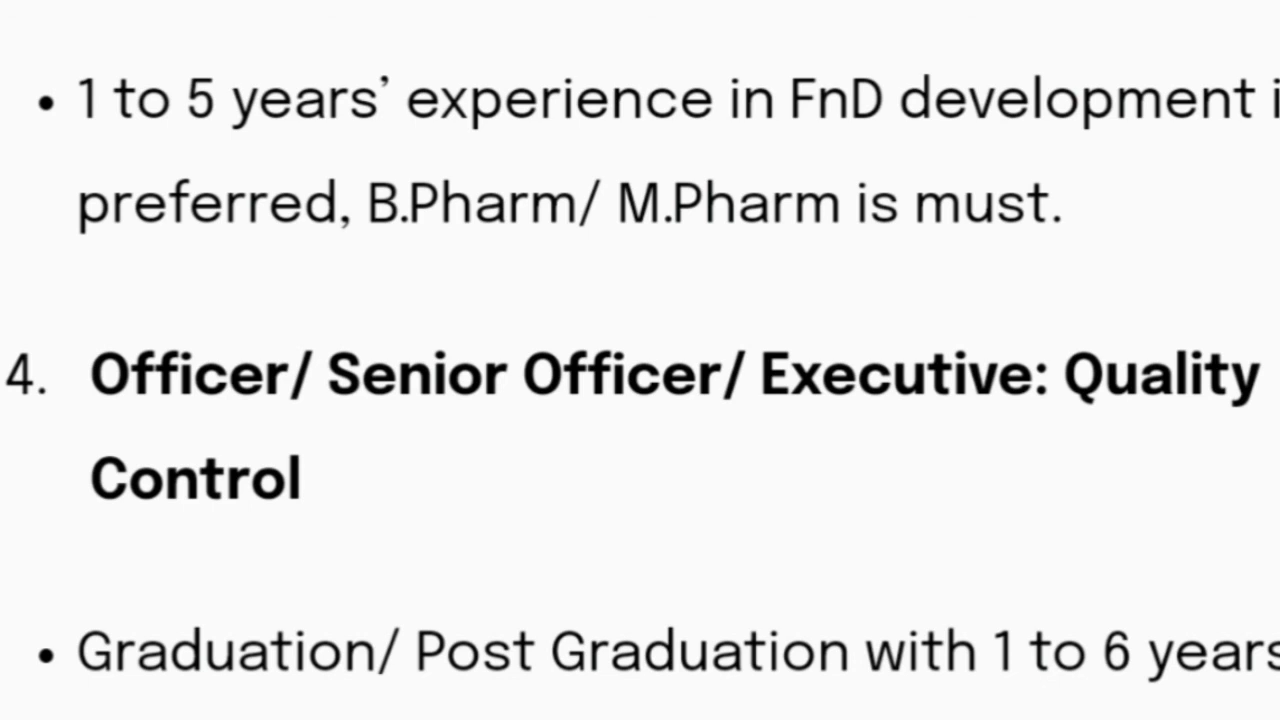 • 1 to 5 years’ experience in FnD development
preferred, B.Pharm/ M.Pharm is must.
4. Officer/ Senior Officer/ Executive: Quality
Control
• Graduation/ Post Graduation with 1 to 6 years